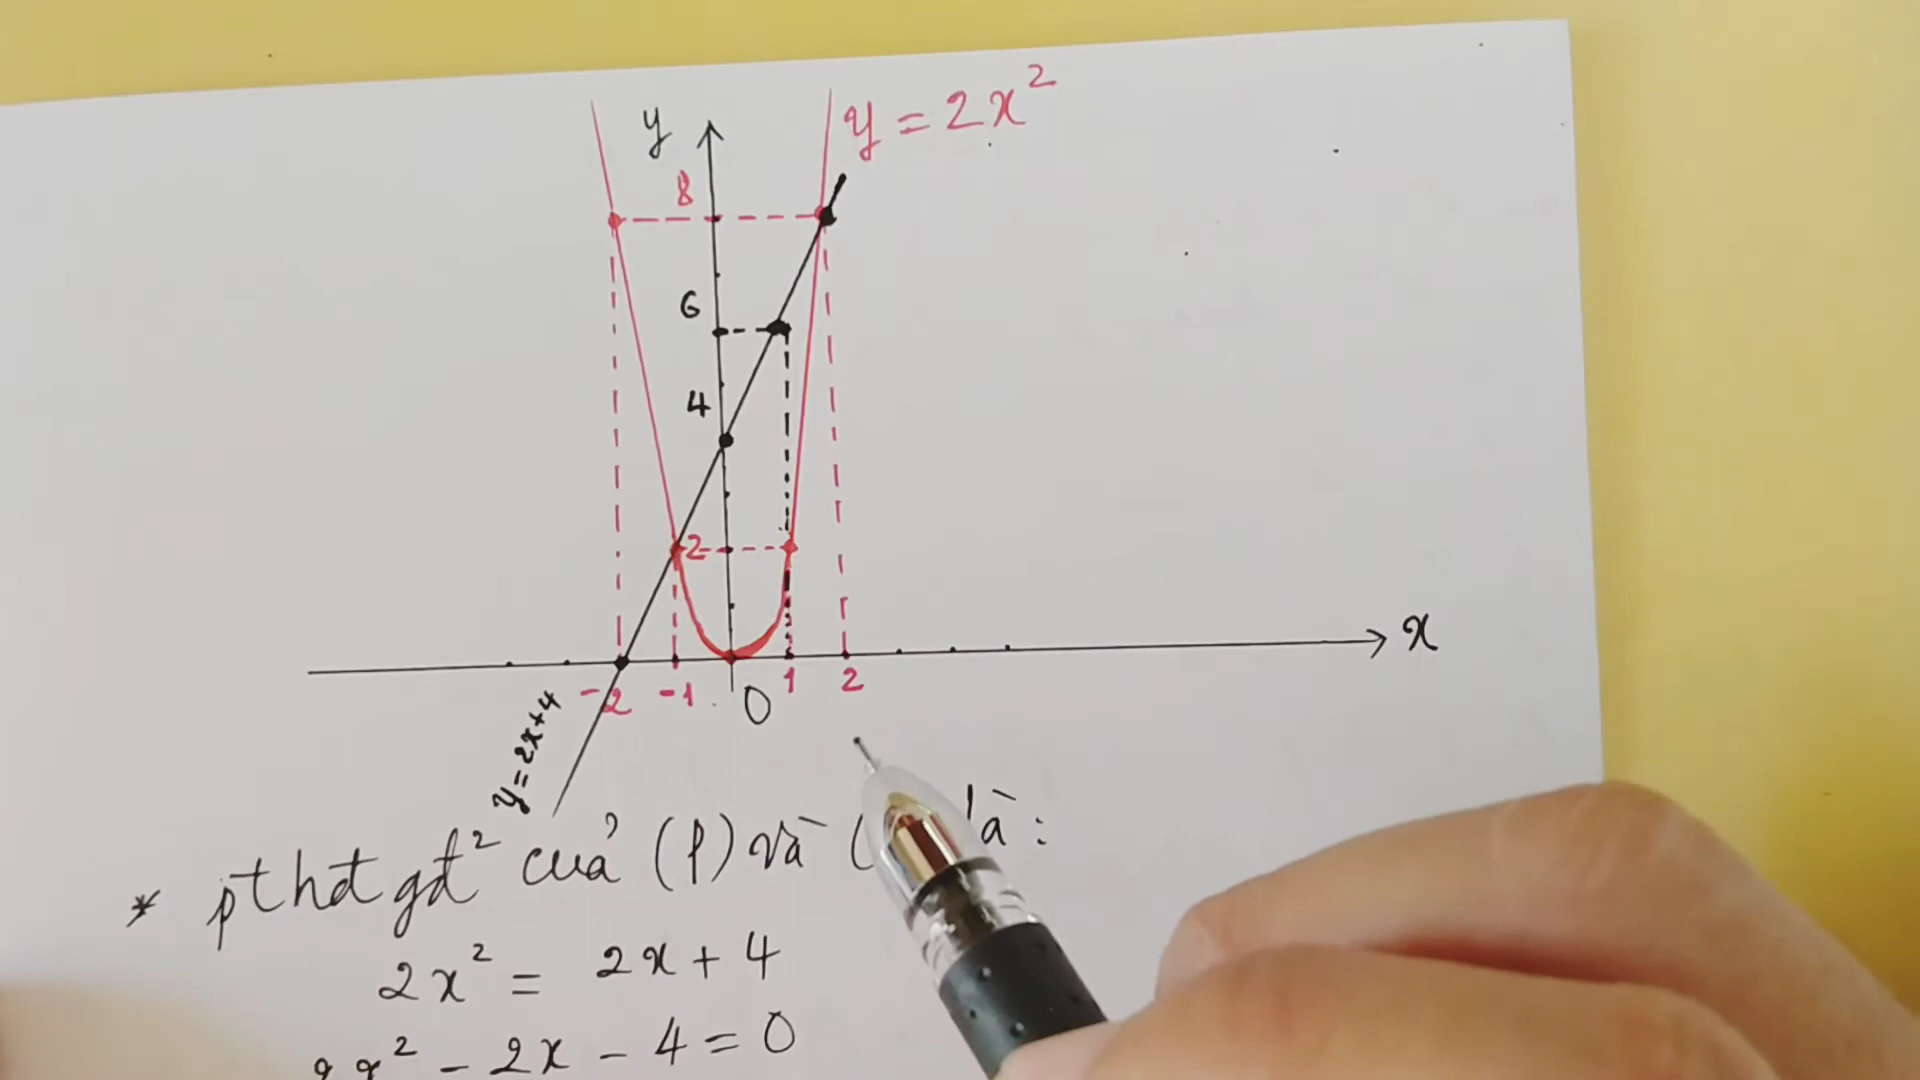 y
y = 2x²
8
6
4
2
x
-2 -1 0 1 2
y = 2x+4
* pthđgđ² của (P) và ( là:
2x² = 2x + 4
2x² - 2x - 4 = 0